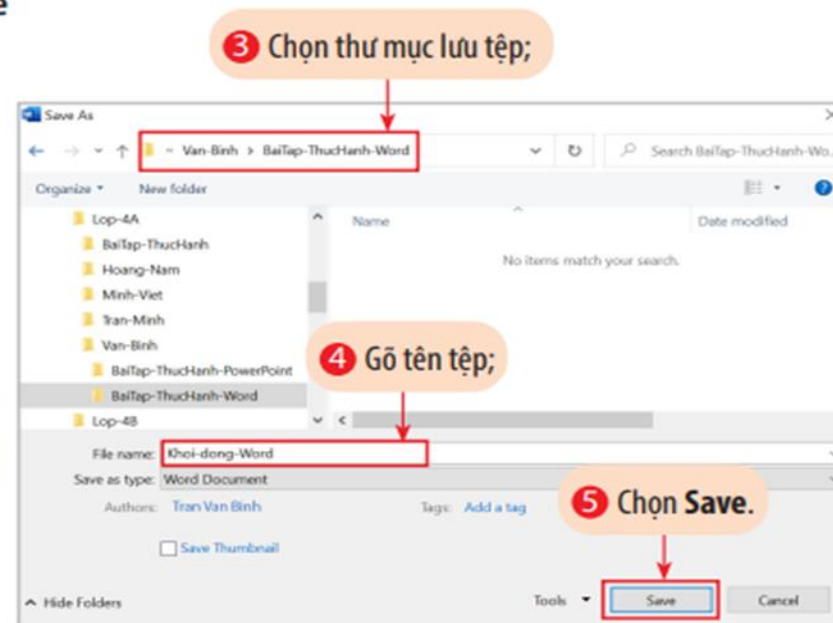 e
3 Chọn thư mục lưu tệp;
Save As
« Van-Binh > BaiTap-ThucHanh-Word
Search BaiTap-ThucHanh-Wo...
Organize
New folder
?
Lop-4A
BaiTap-ThucHanh
Hoang-Nam
Minh-Viet
Tran-Minh
Van-Binh
BaiTap-ThucHanh-PowerPoint
BaiTap-ThucHanh-Word
Lop-4B
Name
Date modified
No items match your search.
4 Gõ tên tệp;
File name: Khoi-dong-Word
Save as type: Word Document
Authors: Tran Van Binh
Tags: Add a tag
5 Chọn Save.
Save Thumbnail
Hide Folders
Tools
Save
Cancel